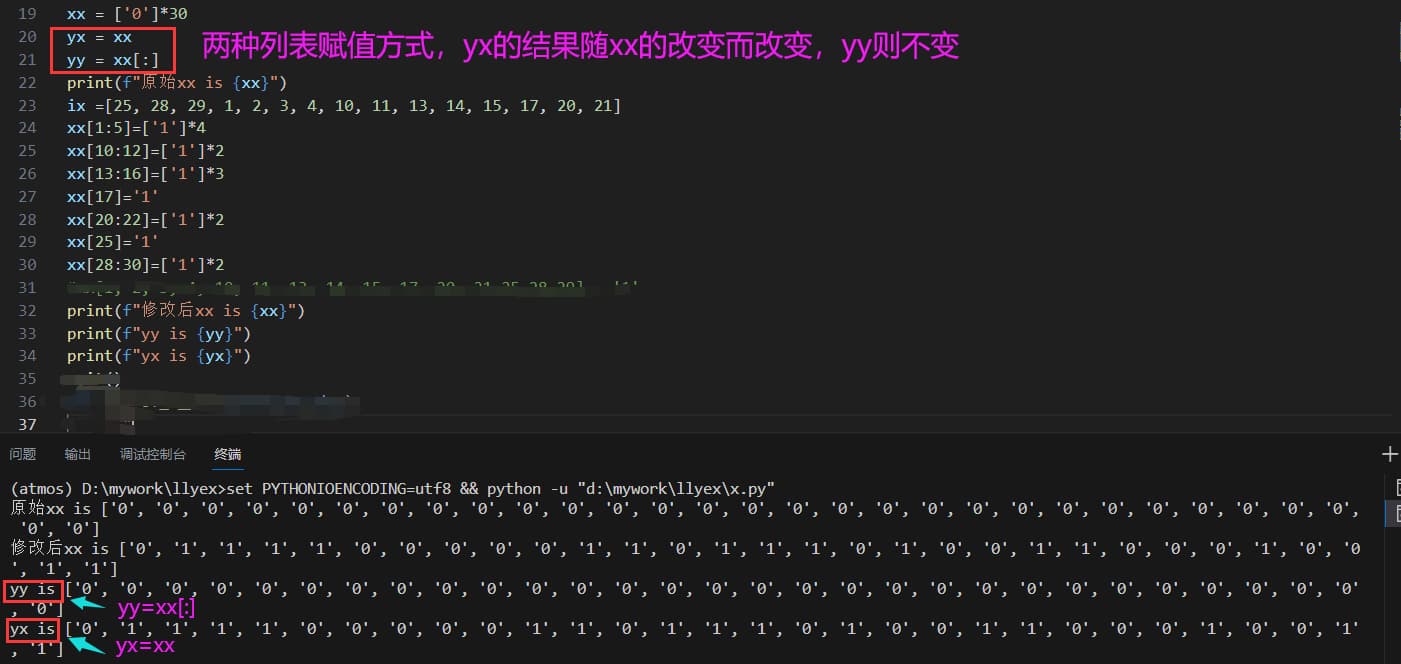 19 xx = ['0']*30
20 yx = xx
21 yy = xx[:]
两种列表赋值方式，yx的结果随xx的改变而改变，yy则不变
22 print(f"原始xx is {xx}")
23 ix =[25, 28, 29, 1, 2, 3, 4, 10, 11, 13, 14, 15, 17, 20, 21]
24 xx[1:5]=['1']*4
25 xx[10:12]=['1']*2
26 xx[13:16]=['1']*3
27 xx[17]='1'
28 xx[20:22]=['1']*2
29 xx[25]='1'
30 xx[28:30]=['1']*2
31
32 print(f"修改后xx is {xx}")
33 print(f"yy is {yy}")
34 print(f"yx is {yx}")
35
36
37
问题 输出 调试控制台 终端
(atmos) D:\mywork\llyex>set PYTHONIOENCODING=utf8 && python -u "d:\mywork\llyex\x.py"
原始xx is ['0', '0', '0', '0', '0', '0', '0', '0', '0', '0', '0', '0', '0', '0', '0', '0', '0', '0', '0', '0', '0', '0', '0', '0', '0', '0', '0', '0',
'0', '0']
修改后xx is ['0', '1', '1', '1', '1', '0', '0', '0', '0', '0', '1', '1', '0', '1', '1', '1', '0', '1', '0', '0', '1', '1', '0', '0', '0', '1', '0', '0
', '1', '1']
yy is ['0', '0', '0', '0', '0', '0', '0', '0', '0', '0', '0', '0', '0', '0', '0', '0', '0', '0', '0', '0', '0', '0', '0', '0', '0', '0', '0', '0', '0'
, '0']
yy=xx[:]
yx is ['0', '1', '1', '1', '1', '0', '0', '0', '0', '0', '1', '1', '0', '1', '1', '1', '0', '1', '0', '0', '1', '1', '0', '0', '0', '1', '0', '0', '1'
, '1']
yx=xx